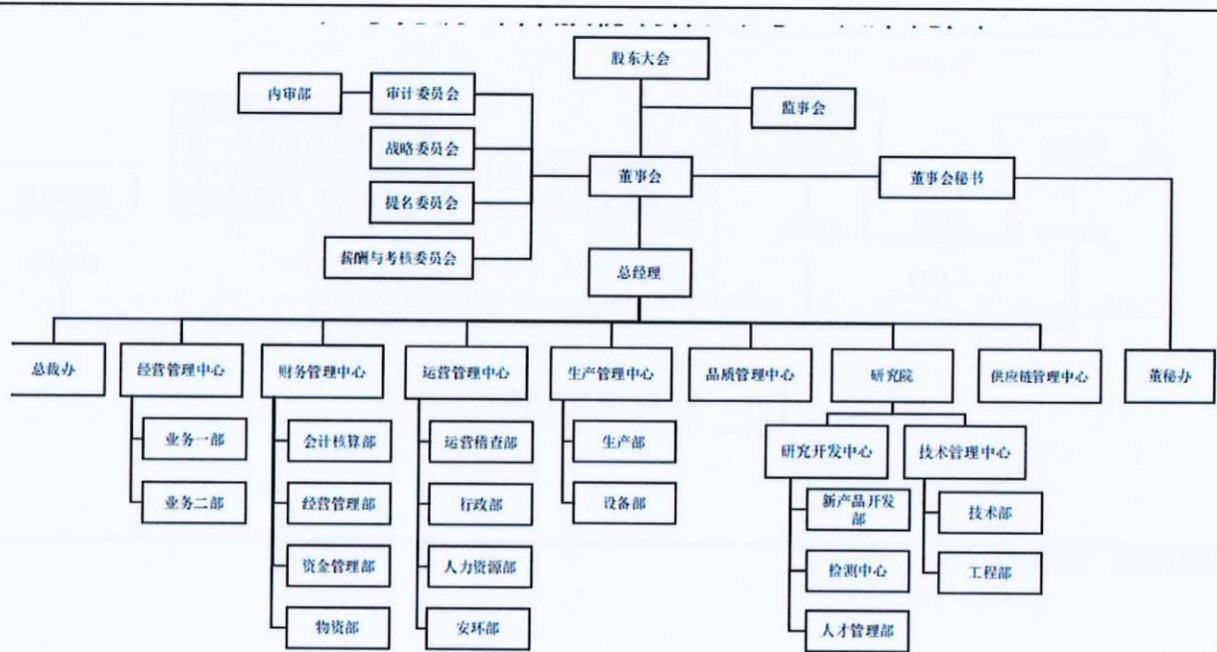 股东大会
内审部
审计委员会
监事会
战略委员会
董事会
董事会秘书
提名委员会
薪酬与考核委员会
总经理
总裁办
经营管理中心
财务管理中心
运营管理中心
生产管理中心
品质管理中心
研究院
供应链管理中心
董秘办
业务一部
会计核算部
运营稽查部
生产部
研究开发中心
技术管理中心
业务二部
经营管理部
行政部
设备部
新产品开发
部
技术部
资金管理部
人力资源部
检测中心
工程部
物资部
安环部
人才管理部